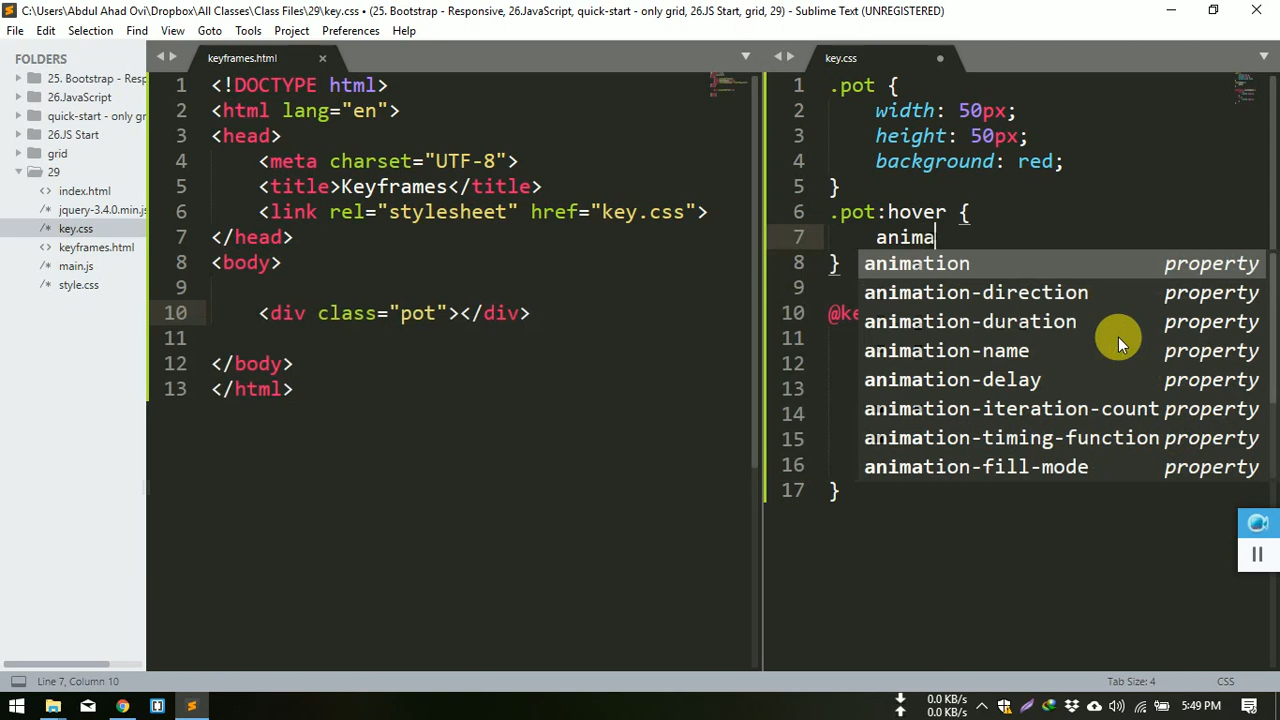 C:\Users\Abdul Ahad Ovi\Dropbox\All Classes\Class Files\29\key.css • (25. Bootstrap - Responsive, 26.JavaScript, quick-start - only grid, 26.JS Start, grid, 29) - Sublime Text (UNREGISTERED)
File Edit Selection Find View Goto Tools Project Preferences Help
FOLDERS
25. Bootstrap - Resp
26.JavaScript
quick-start - only gr
26.JS Start
grid
29
index.html
jquery-3.4.0.min.js
key.css
keyframes.html
main.js
style.css
keyframes.html
1 <!DOCTYPE html>
2 <html lang="en">
3 <head>
4 <meta charset="UTF-8">
5 <title>Keyframes</title>
6 <link rel="stylesheet" href="key.css">
7 </head>
8 <body>
9
10 <div class="pot"></div>
11
12 </body>
13 </html>
key.css
1 .pot {
2 width: 50px;
3 height: 50px;
4 background: red;
5 }
6 .pot:hover {
7 anima
8 }
9
10 @ke
11
12
13
14
15
16
17 }
animation property
animation-direction property
animation-duration property
animation-name property
animation-delay property
animation-iteration-count property
animation-timing-function property
animation-fill-mode property
Line 7, Column 10
Tab Size: 4
CSS
0.0 KB/s
0.0 KB/s
5:49 PM